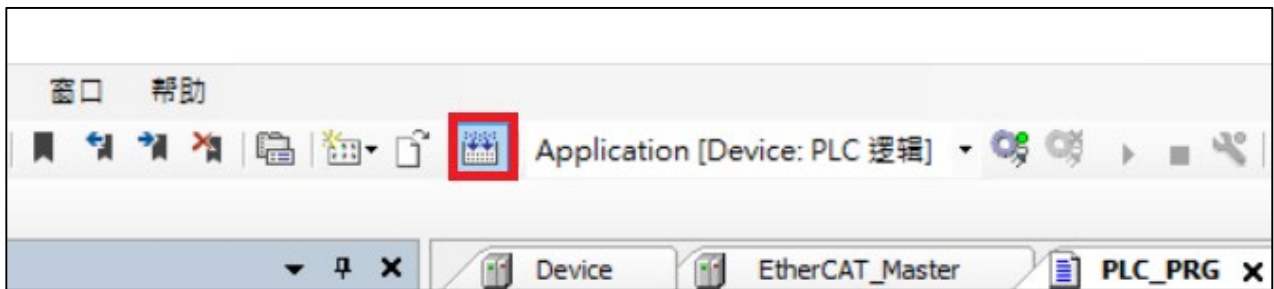 窗口 帮助
Application [Device: PLC 逻辑]
Device EtherCAT_Master PLC_PRG